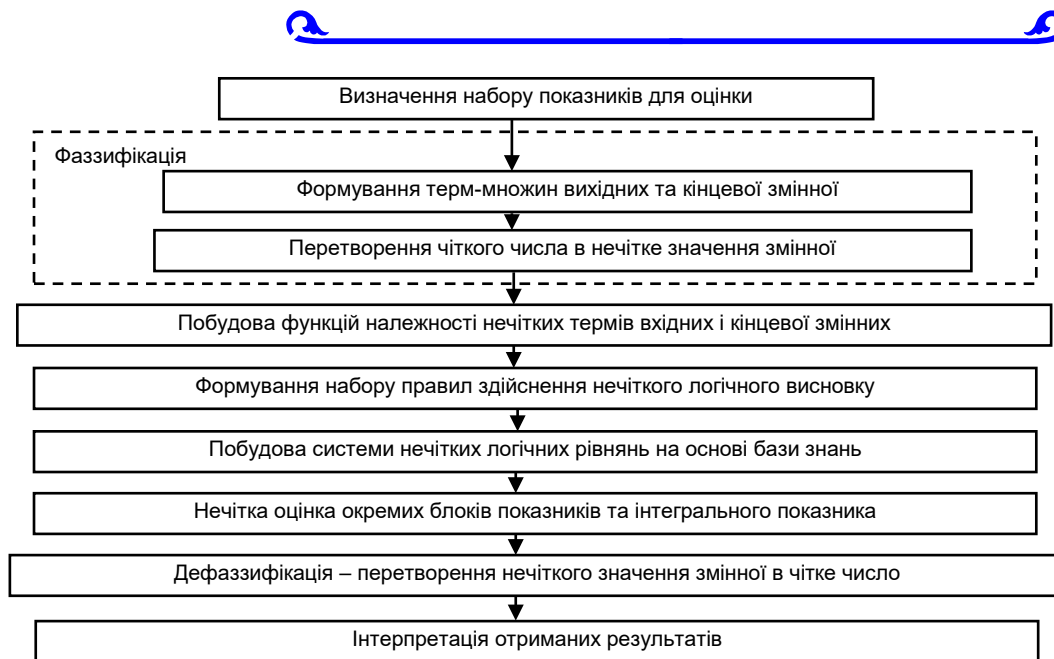 Визначення набору показників для оцінки
Фаззифікація
Формування терм-множин вихідних та кінцевої змінної
Перетворення чіткого числа в нечітке значення змінної
Побудова функцій належності нечітких термів вхідних і кінцевої змінних
Формування набору правил здійснення нечіткого логічного висновку
Побудова системи нечітких логічних рівнянь на основі бази знань
Нечітка оцінка окремих блоків показників та інтегрального показника
Дефаззифікація – перетворення нечіткого значення змінної в чітке число
Інтерпретація отриманих результатів